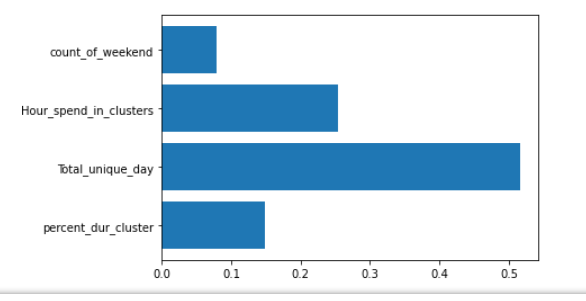 count_of_weekend
Hour_spend_in_clusters
Total_unique_day
percent_dur_cluster
0.0 0.1 0.2 0.3 0.4 0.5